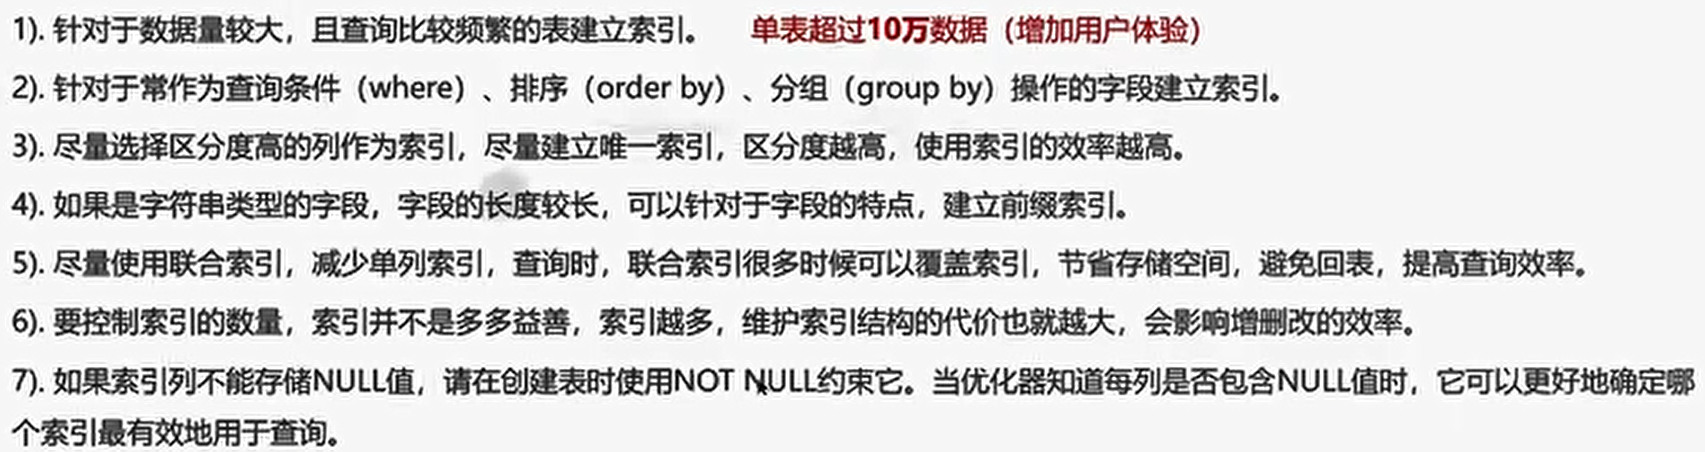 1). 针对于数据量较大，且查询比较频繁的表建立索引。 单表超过10万数据（增加用户体验）
2). 针对于常作为查询条件（where）、排序（order by）、分组（group by）操作的字段建立索引。
3). 尽量选择区分度高的列作为索引，尽量建立唯一索引，区分度越高，使用索引的效率越高。
4). 如果是字符串类型的字段，字段的长度较长，可以针对于字段的特点，建立前缀索引。
5). 尽量使用联合索引，减少单列索引，查询时，联合索引很多时候可以覆盖索引，节省存储空间，避免回表，提高查询效率。
6). 要控制索引的数量，索引并不是多多益善，索引越多，维护索引结构的代价也就越大，会影响增删改的效率。
7). 如果索引列不能存储NULL值，请在创建表时使用NOT NULL约束它。当优化器知道每列是否包含NULL值时，它可以更好地确定哪
个索引最有效地用于查询。